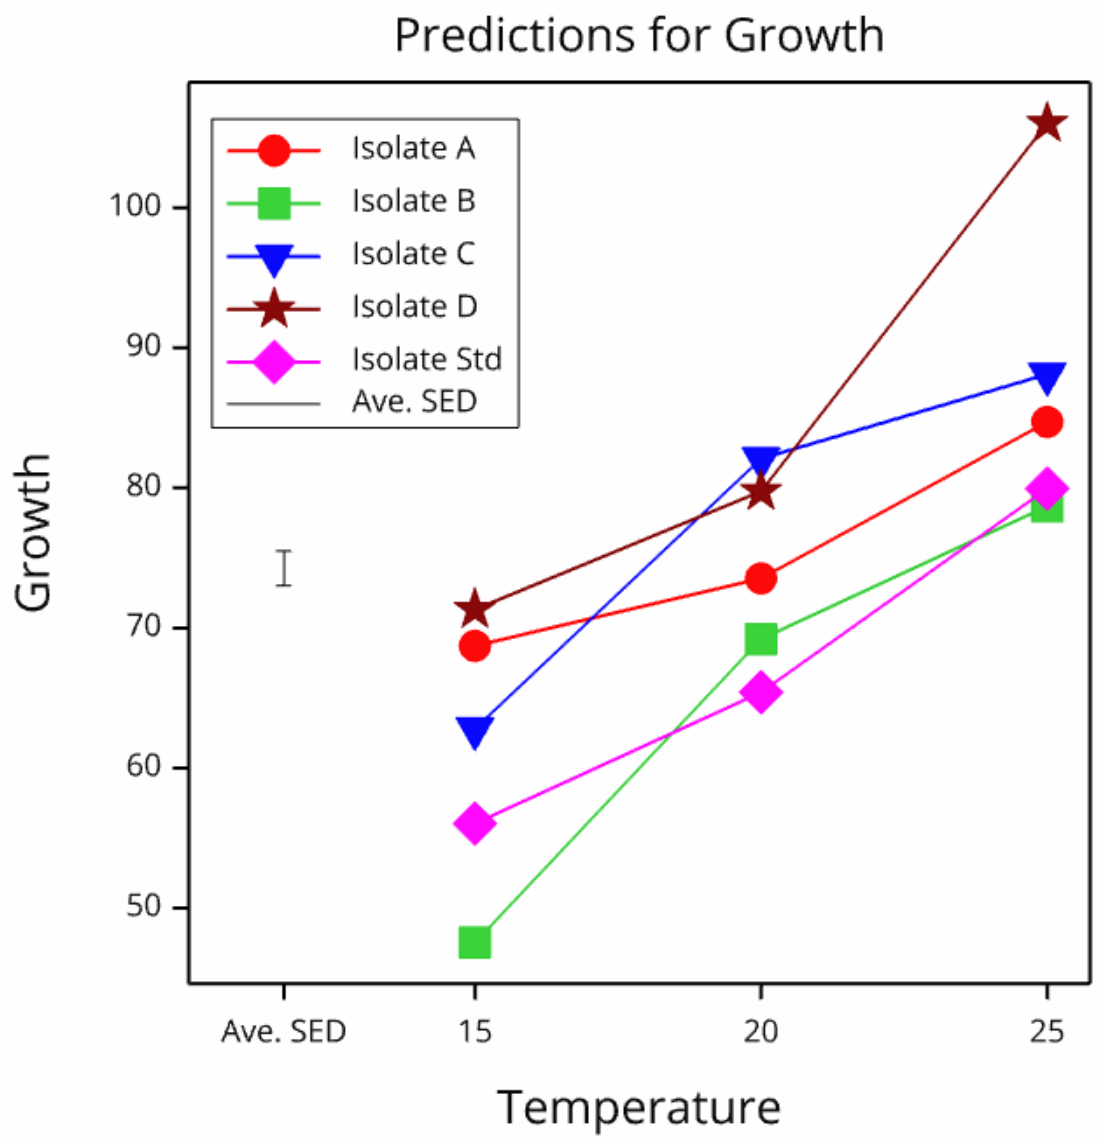 Predictions for Growth
Isolate A
Isolate B
Isolate C
Isolate D
Isolate Std
Ave. SED
100
90
80
70
60
50
Growth
Ave. SED 15 20 25
Temperature